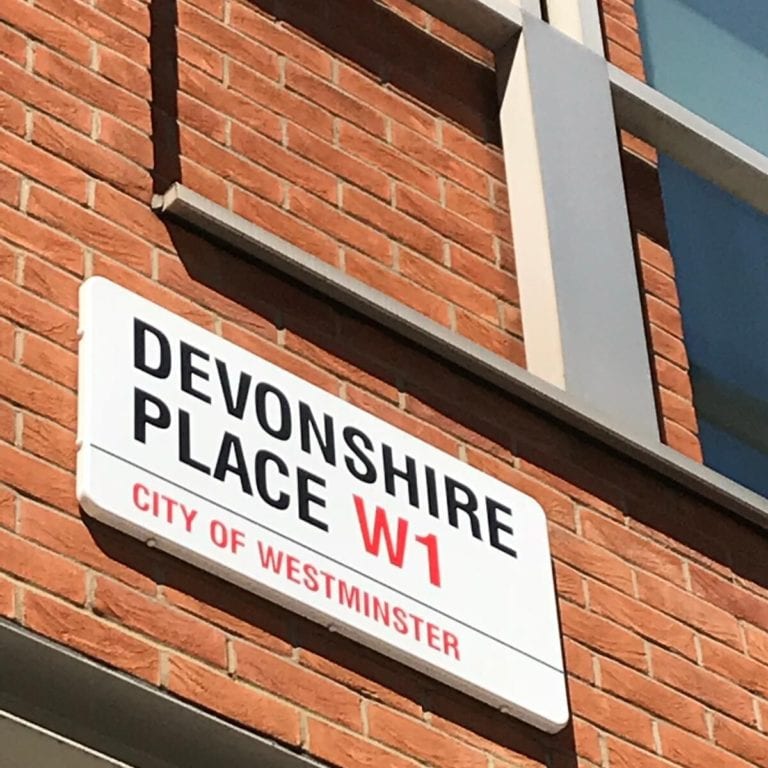 DEVONSHIRE
PLACE W1
CITY OF WESTMINSTER